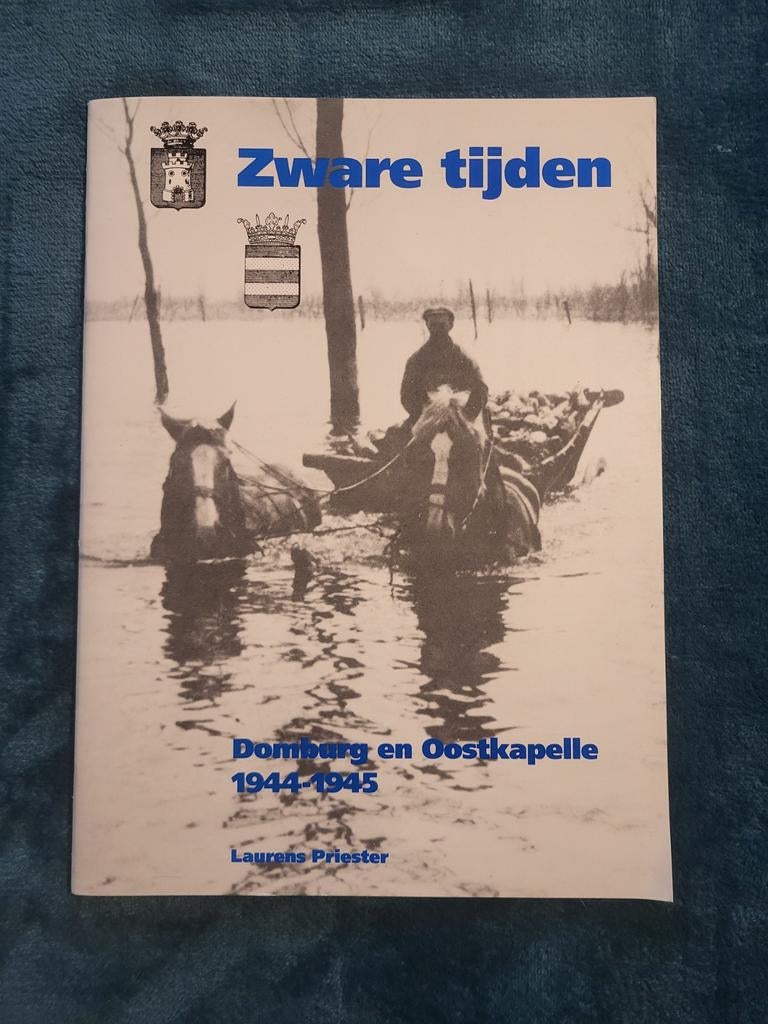 Zware tijden
Domburg en Oostkapelle
1944-1945
Laurens Priester